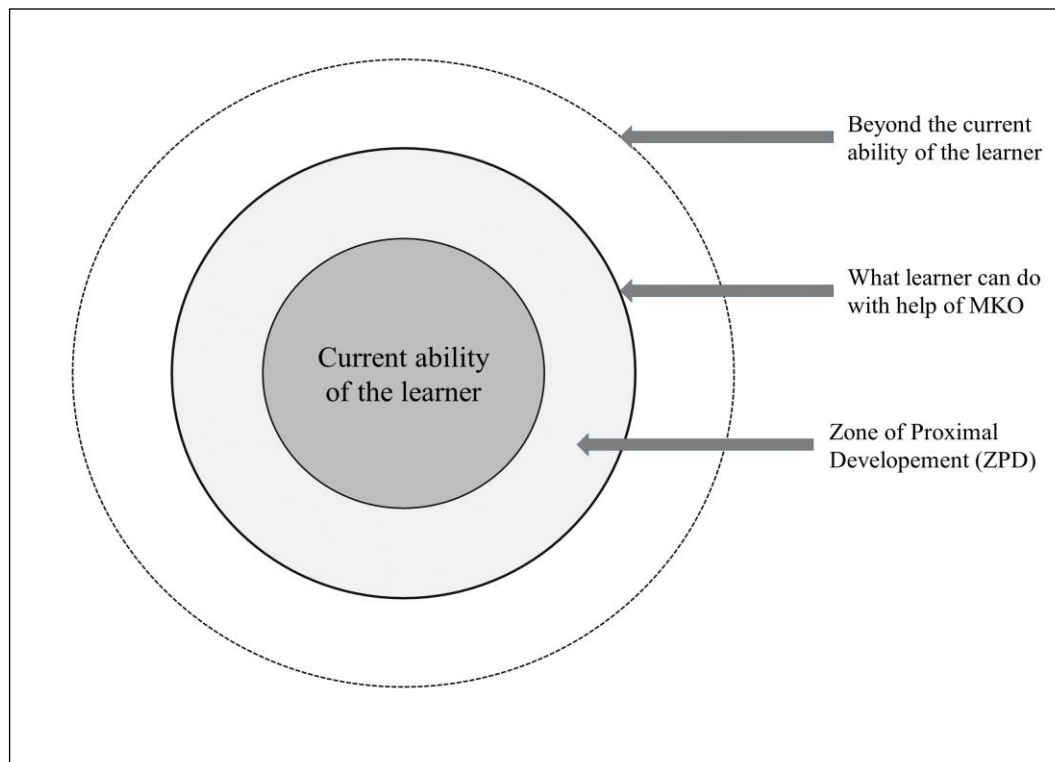 Beyond the current
ability of the learner
What learner can do
with help of MKO
Current ability
of the learner
Zone of Proximal
Developement (ZPD)